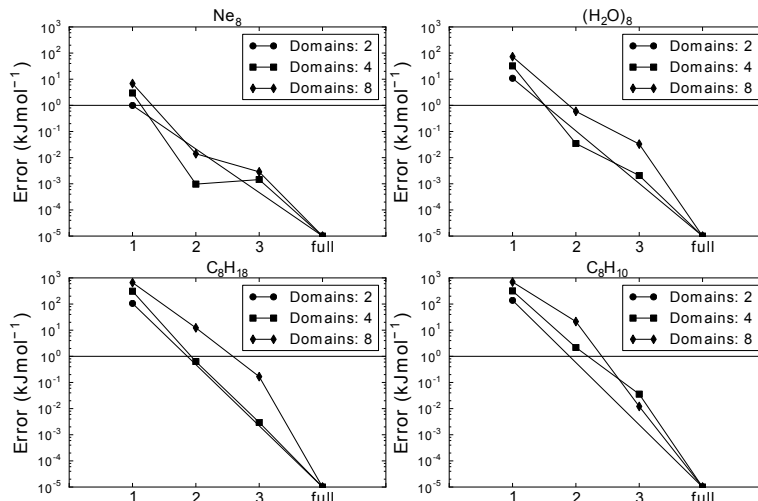 Ne₈
Error (kJmol⁻¹)
10³
10²
10¹
10⁰
10⁻¹
10⁻²
10⁻³
10⁻⁴
10⁻⁵
Domains: 2
Domains: 4
Domains: 8
1 2 3 full
(H₂O)₈
Error (kJmol⁻¹)
10³
10²
10¹
10⁰
10⁻¹
10⁻²
10⁻³
10⁻⁴
10⁻⁵
Domains: 2
Domains: 4
Domains: 8
1 2 3 full
C₈H₁₈
Error (kJmol⁻¹)
10³
10²
10¹
10⁰
10⁻¹
10⁻²
10⁻³
10⁻⁴
10⁻⁵
Domains: 2
Domains: 4
Domains: 8
1 2 3 full
C₈H₁₀
Error (kJmol⁻¹)
10³
10²
10¹
10⁰
10⁻¹
10⁻²
10⁻³
10⁻⁴
10⁻⁵
Domains: 2
Domains: 4
Domains: 8
1 2 3 full